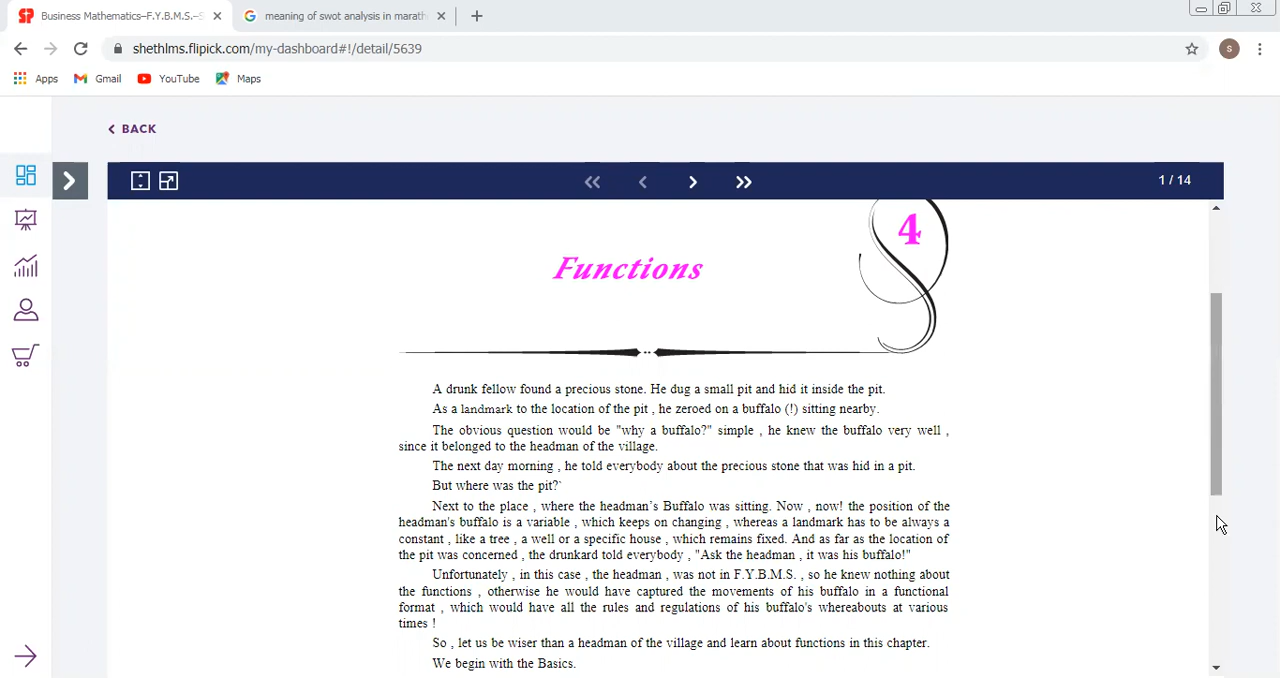 Business Mathematics–F.Y.B.M.S.–S
meaning of swot analysis in marath
shethlms.flipick.com/my-dashboard#!/detail/5639
S
Apps Gmail YouTube Maps
BACK
1 / 14
4
Functions
A drunk fellow found a precious stone. He dug a small pit and hid it inside the pit.
As a landmark to the location of the pit , he zeroed on a buffalo (!) sitting nearby.
The obvious question would be "why a buffalo?" simple , he knew the buffalo very well ,
since it belonged to the headman of the village.
The next day morning , he told everybody about the precious stone that was hid in a pit.
But where was the pit?`
Next to the place , where the headman’s Buffalo was sitting. Now , now! the position of the
headman's buffalo is a variable , which keeps on changing , whereas a landmark has to be always a
constant , like a tree , a well or a specific house , which remains fixed. And as far as the location of
the pit was concerned , the drunkard told everybody , "Ask the headman , it was his buffalo!"
Unfortunately , in this case , the headman , was not in F.Y.B.M.S. , so he knew nothing about
the functions , otherwise he would have captured the movements of his buffalo in a functional
format , which would have all the rules and regulations of his buffalo's whereabouts at various
times !
So , let us be wiser than a headman of the village and learn about functions in this chapter.
We begin with the Basics.